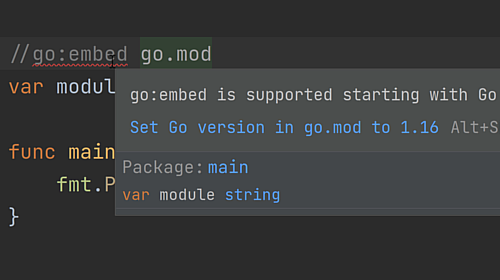 //go:embed go.mod
var modul
go:embed is supported starting with Go
Set Go version in go.mod to 1.16 Alt+S
func main
Package: main
fmt.P
var module string
}